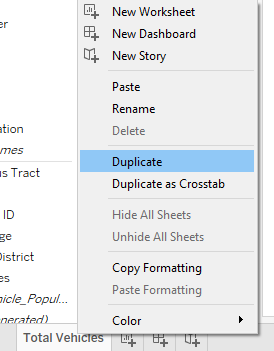 New Worksheet
New Dashboard
New Story
Paste
Rename
Delete
Duplicate
Duplicate as Crosstab
Hide All Sheets
Unhide All Sheets
Copy Formatting
Paste Formatting
Color
er
ation
mes
us Tract
ID
ge
District
es
hicle_Popul...
enerated)
Total Vehicles